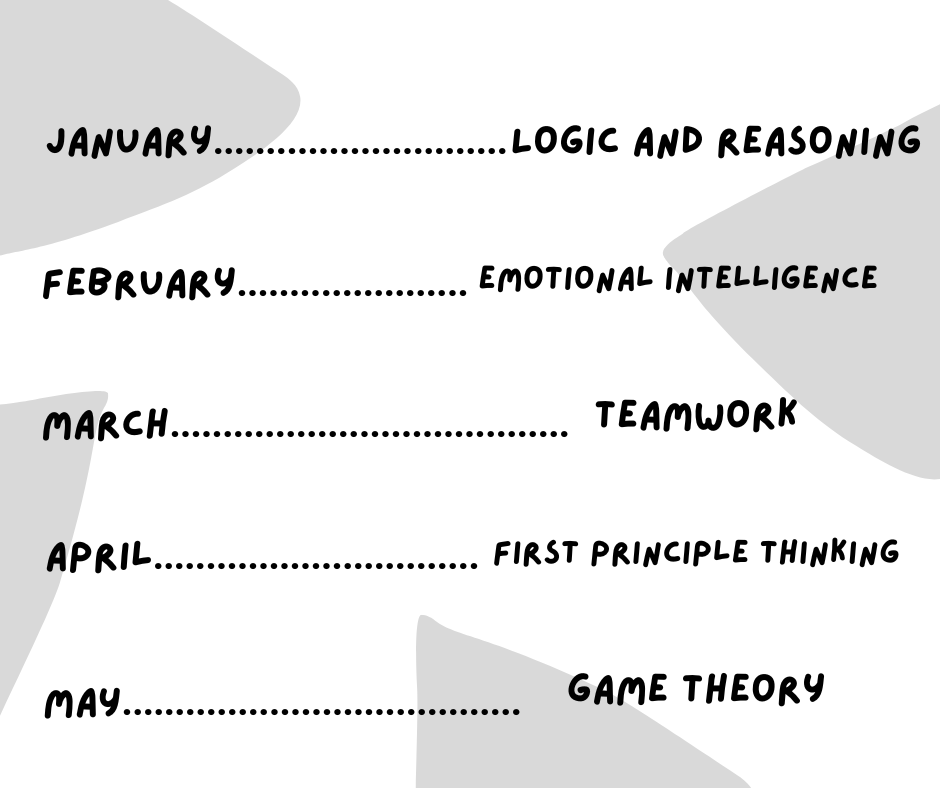 JANUARY............................LOGIC AND REASONING
FEBRUARY...................... EMOTIONAL INTELLIGENCE
MARCH...................................... TEAMWORK
APRIL............................... FIRST PRINCIPLE THINKING
MAY...................................... GAME THEORY